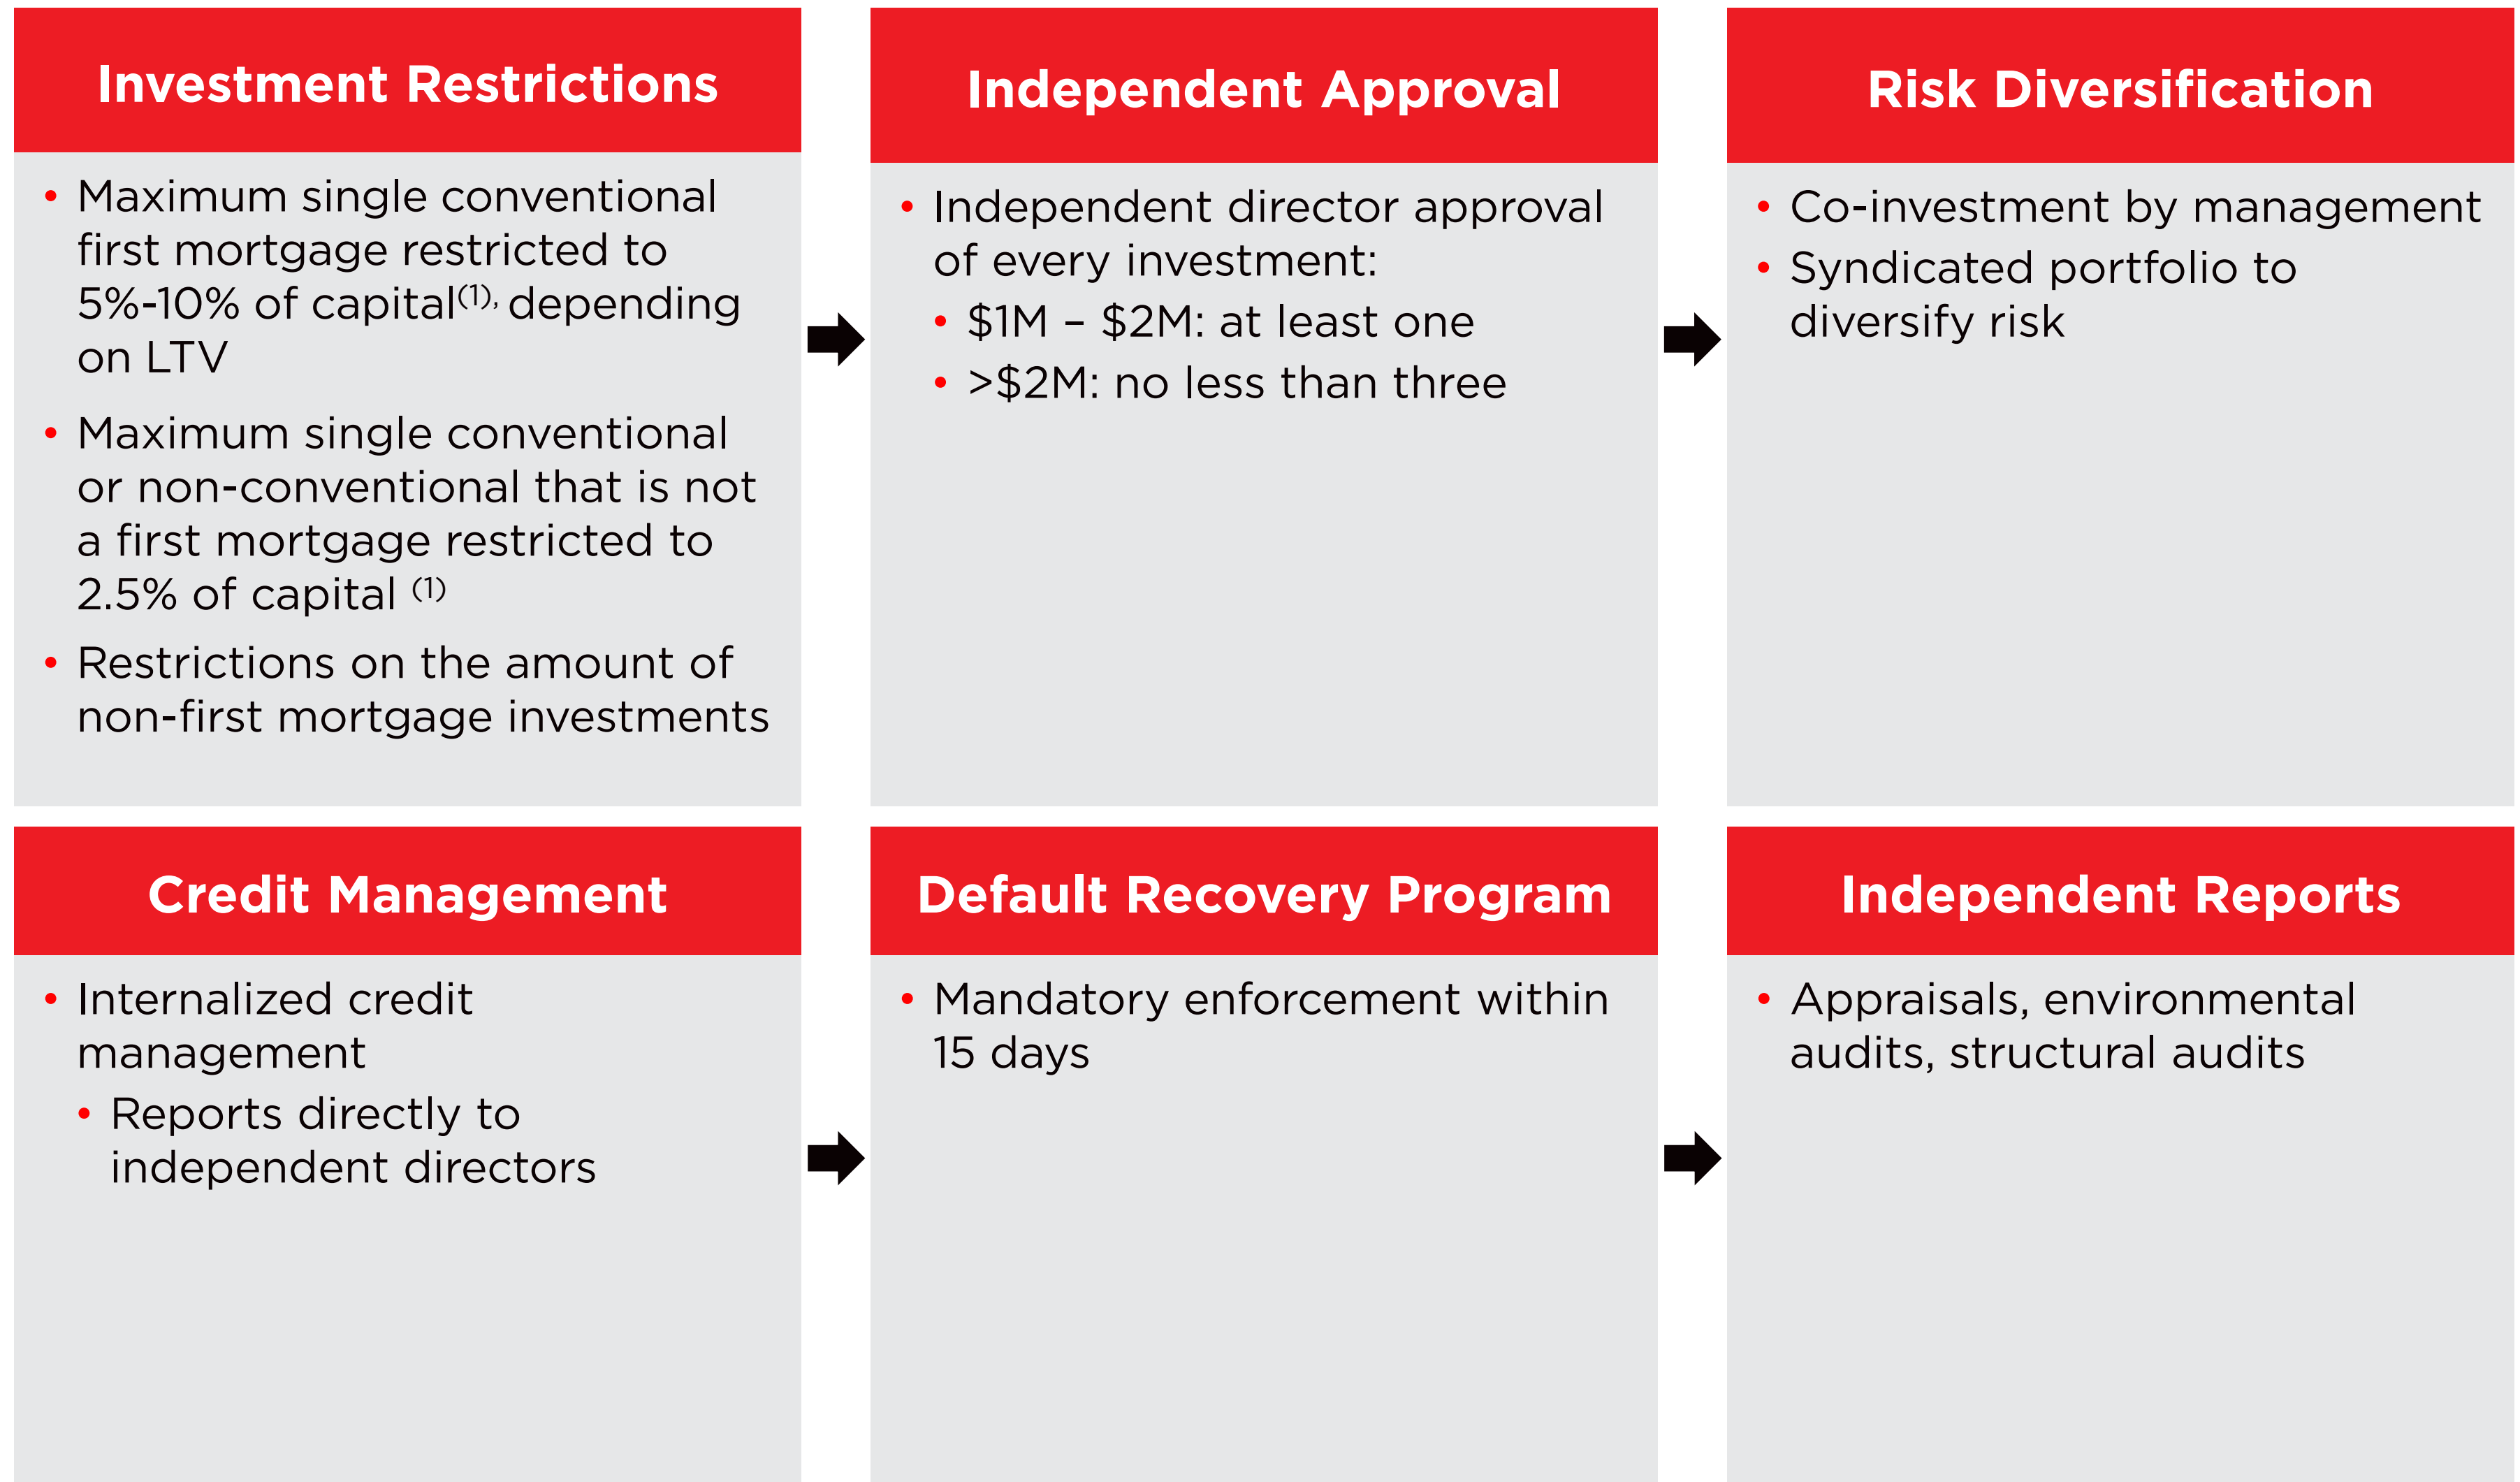 Investment Restrictions
• Maximum single conventional
first mortgage restricted to
5%-10% of capital(1), depending
on LTV
• Maximum single conventional
or non-conventional that is not
a first mortgage restricted to
2.5% of capital (1)
• Restrictions on the amount of
non-first mortgage investments
Independent Approval
• Independent director approval
of every investment:
• $1M – $2M: at least one
• >$2M: no less than three
Risk Diversification
• Co-investment by management
• Syndicated portfolio to
diversify risk
Credit Management
• Internalized credit
management
• Reports directly to
independent directors
Default Recovery Program
• Mandatory enforcement within
15 days
Independent Reports
• Appraisals, environmental
audits, structural audits